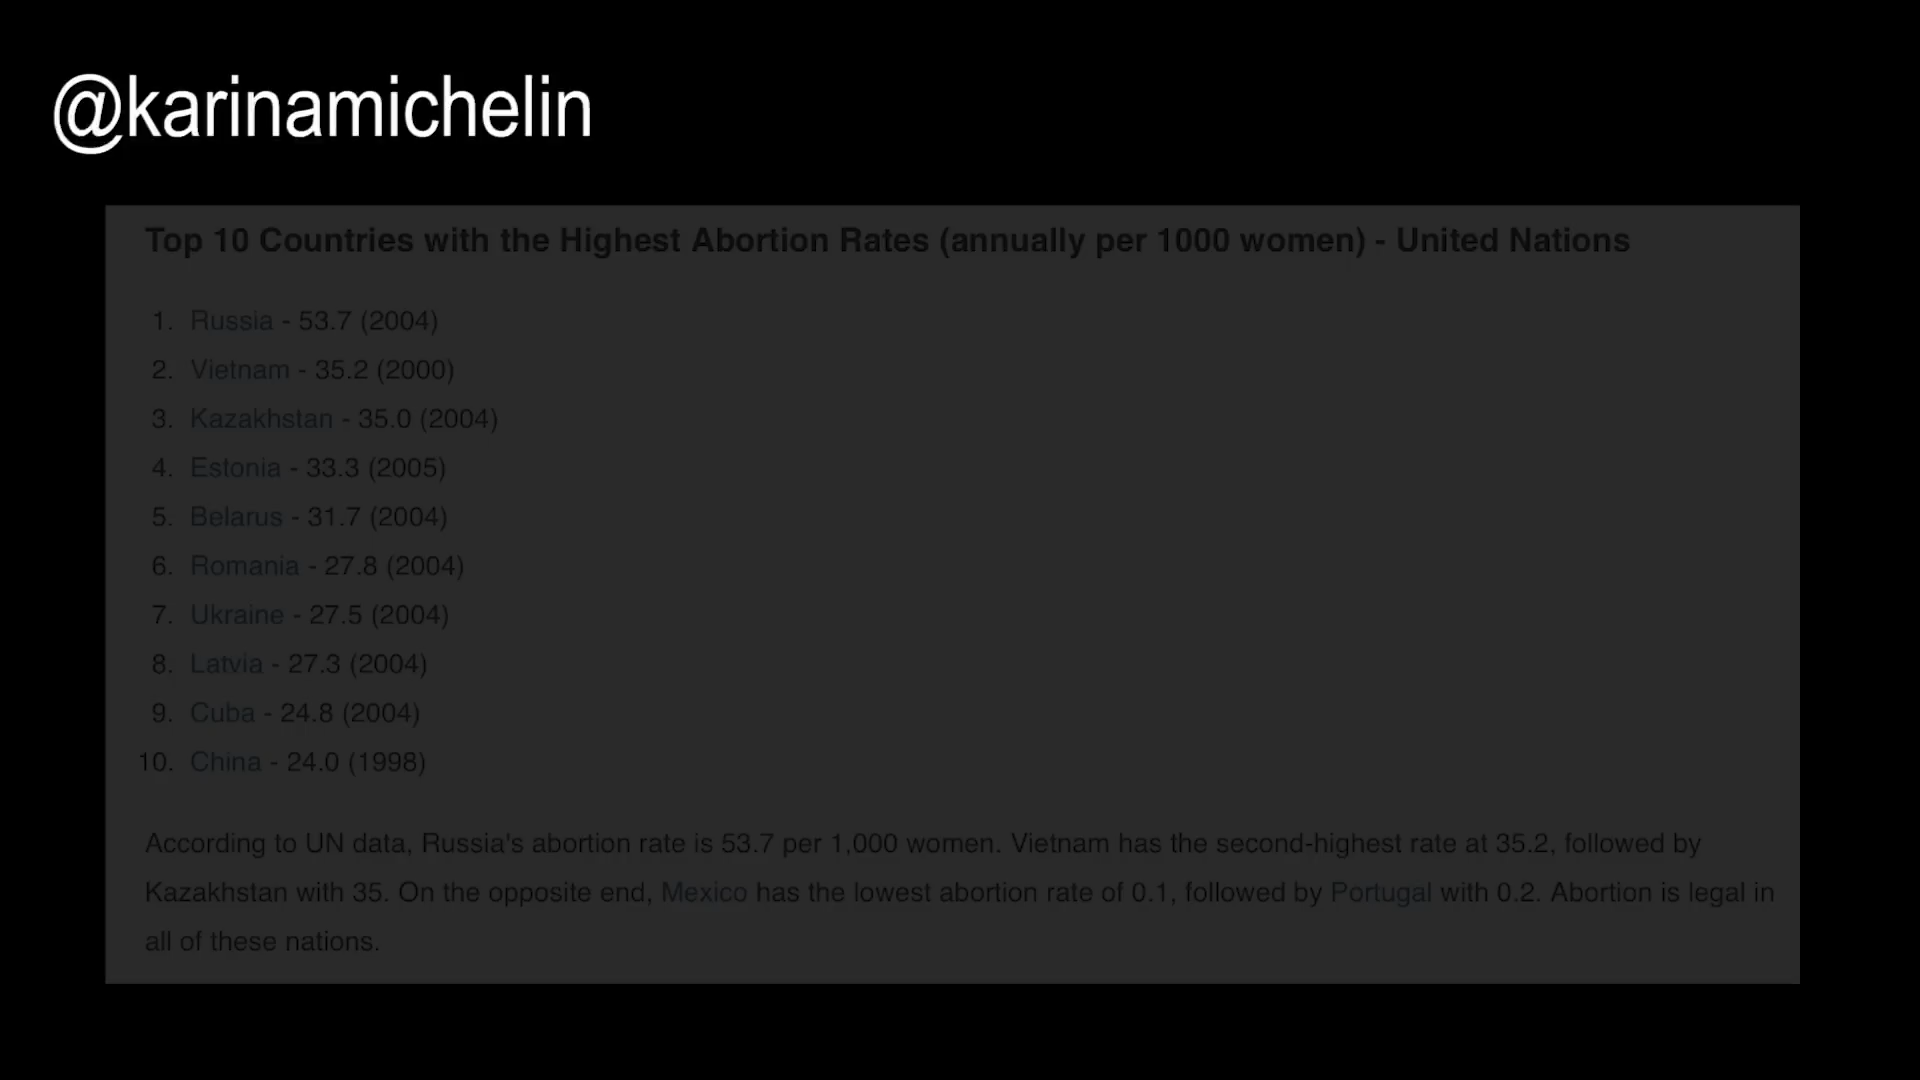 @karinamichelin
Top 10 Countries with the Highest Abortion Rates (annually per 1000 women) - United Nations
1. Russia - 53.7 (2004)
2. Vietnam - 35.2 (2000)
3. Kazakhstan - 35.0 (2004)
4. Estonia - 33.3 (2005)
5. Belarus - 31.7 (2004)
6. Romania - 27.8 (2004)
7. Ukraine - 27.5 (2004)
8. Latvia - 27.3 (2004)
9. Cuba - 24.8 (2004)
10. China - 24.0 (1998)
According to UN data, Russia's abortion rate is 53.7 per 1,000 women. Vietnam has the second-highest rate at 35.2, followed by
Kazakhstan with 35. On the opposite end, Mexico has the lowest abortion rate of 0.1, followed by Portugal with 0.2. Abortion is legal in
all of these nations.